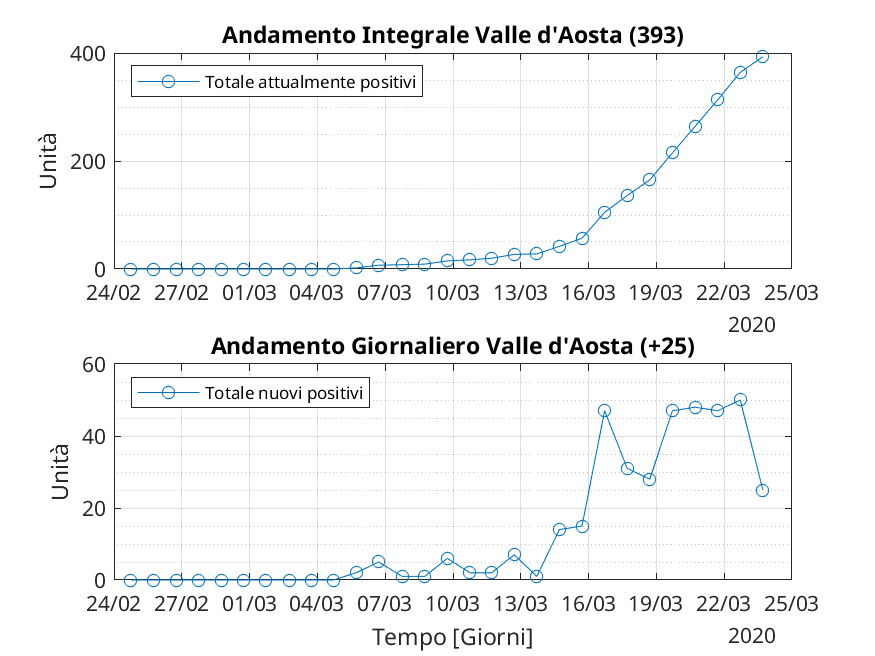 Andamento Integrale Valle d'Aosta (393)
Totale attualmente positivi
Unità
400
200
0
24/02 27/02 01/03 04/03 07/03 10/03 13/03 16/03 19/03 22/03 25/03
2020
Andamento Giornaliero Valle d'Aosta (+25)
Totale nuovi positivi
Unità
60
40
20
0
24/02 27/02 01/03 04/03 07/03 10/03 13/03 16/03 19/03 22/03 25/03
Tempo [Giorni]
2020